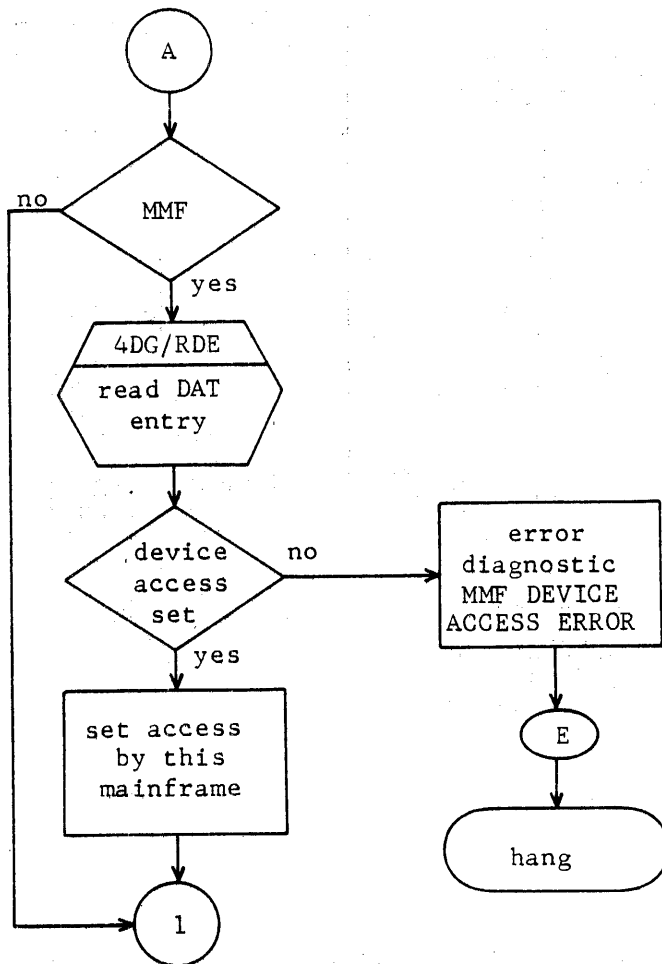 A
no
MMF
yes
4DG/RDE
read DAT
entry
device
access
set
no
error
diagnostic
MMF DEVICE
ACCESS ERROR
yes
set access
by this
mainframe
E
hang
1